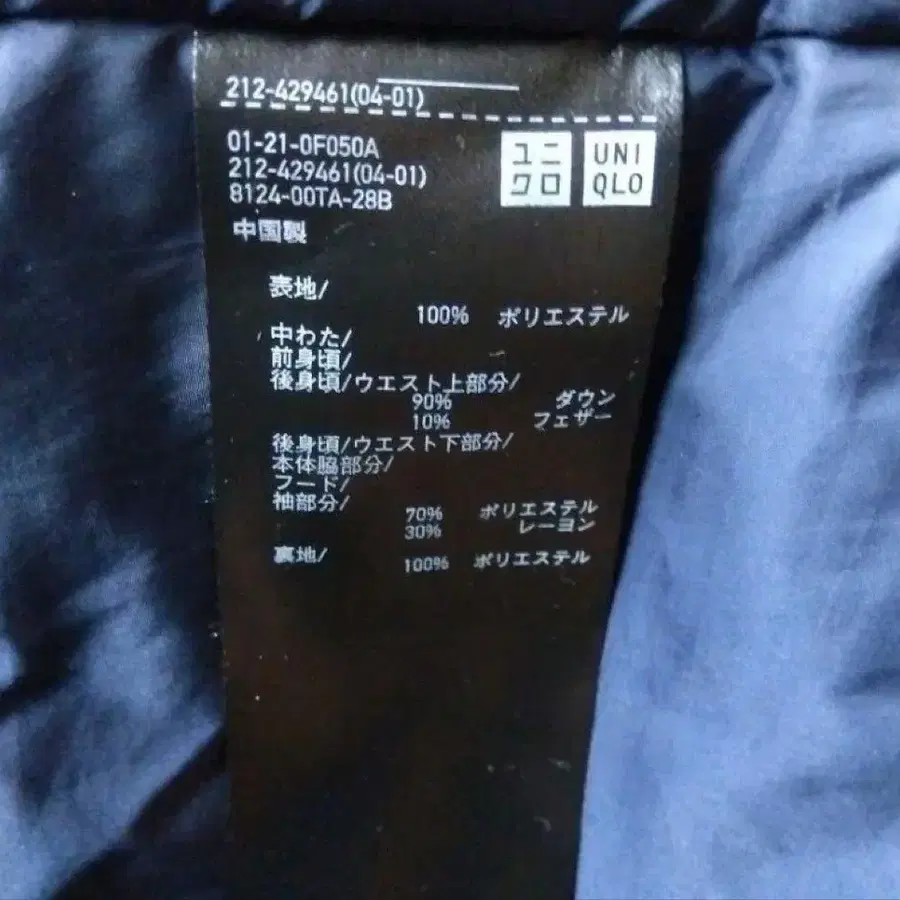 212-429461(04-01)
01-21-0F050A
212-429461(04-01)
8124-00TA-28B
ユニクロ
UNIQLO
中国製
表地/
100% ポリエステル
中わた/
前身頃/
後身頃/ウエスト上部分/
90% ダウン
10% フェザー
後身頃/ウエスト下部分/
本体脇部分/
フード/
袖部分/
70% ポリエステル
30% レーヨン
裏地/
100% ポリエステル